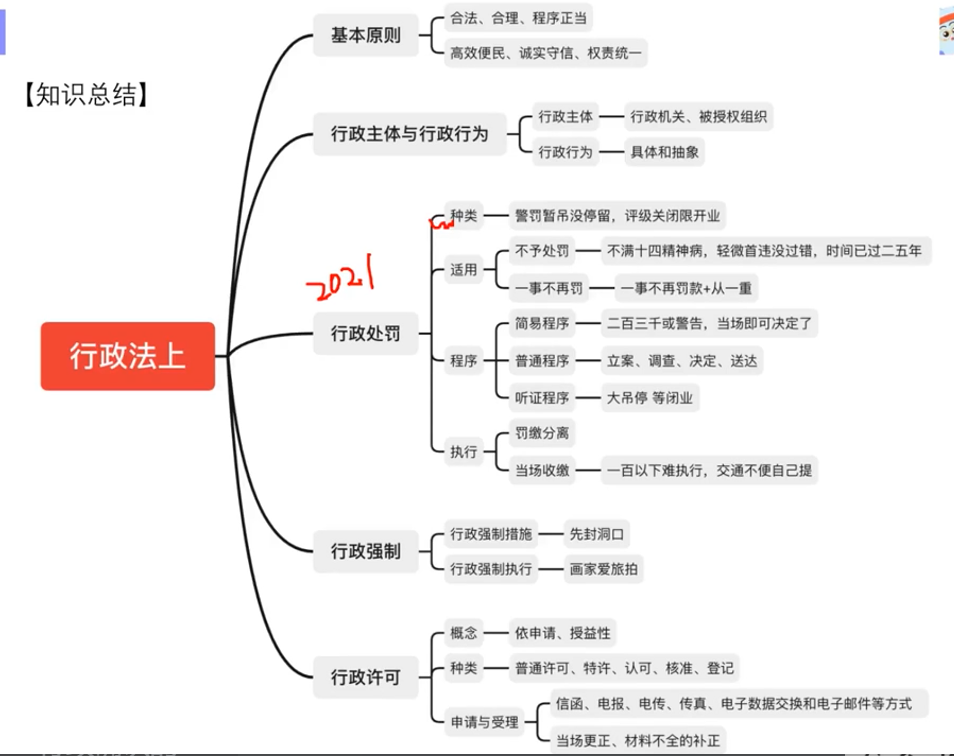 【知识总结】
行政法上
基本原则
合法、合理、程序正当
高效便民、诚实守信、权责统一
行政主体与行政行为
行政主体
行政机关、被授权组织
行政行为
具体和抽象
2021
行政处罚
种类
警罚暂吊没停留，评级关闭限开业
适用
不予处罚
不满十四精神病，轻微首违没过错，时间已过二五年
一事不再罚
一事不再罚款+从一重
程序
简易程序
二百三千或警告，当场即可决定了
普通程序
立案、调查、决定、送达
听证程序
大吊停 等闭业
执行
罚缴分离
当场收缴
一百以下难执行，交通不便自己提
行政强制
行政强制措施
先封洞口
行政强制执行
画家爱旅拍
行政许可
概念
依申请、授益性
种类
普通许可、特许、认可、核准、登记
申请与受理
信函、电报、电传、传真、电子数据交换和电子邮件等方式
当场更正、材料不全的补正